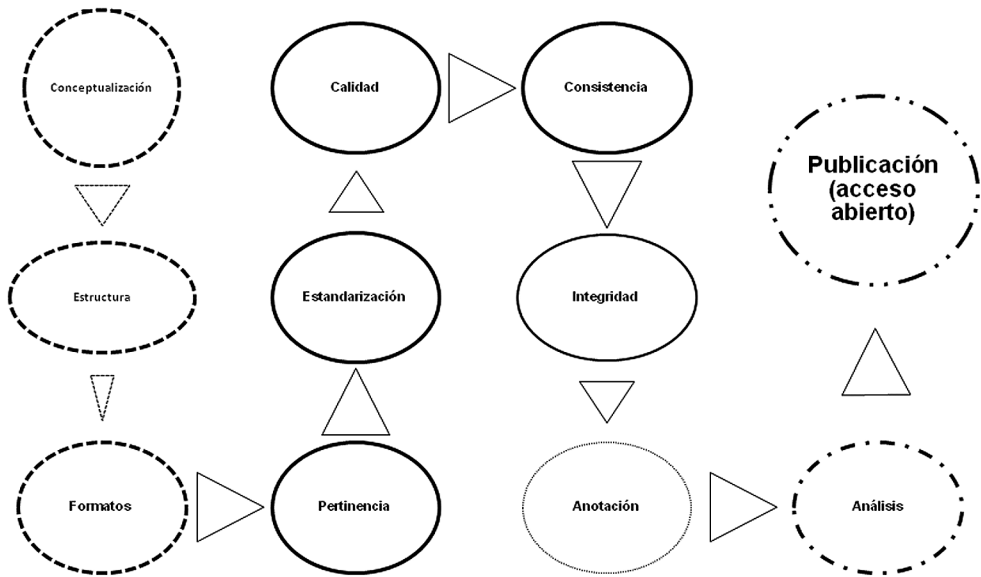 Conceptualización
Estructura
Formatos
Pertinencia
Estandarización
Calidad
Consistencia
Integridad
Anotación
Análisis
Publicación
(acceso
abierto)